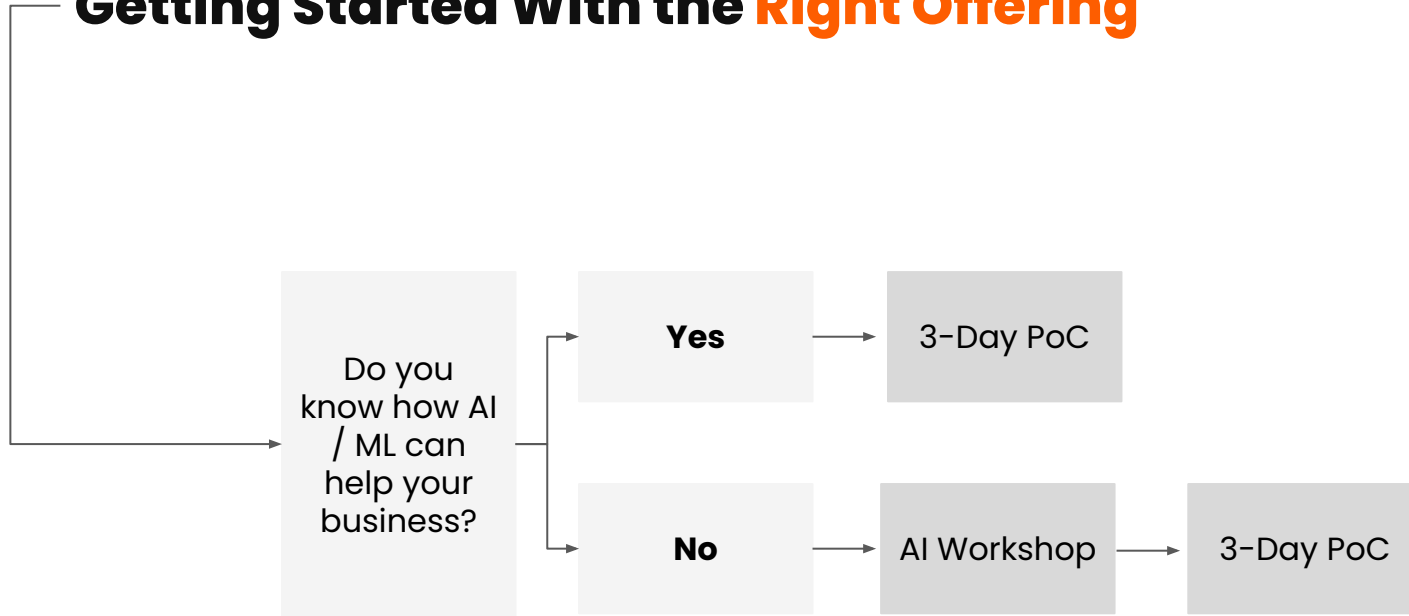 Getting Started With the Right Offering
Do you
know how AI
/ ML can
help your
business?
Yes
3-Day PoC
No
AI Workshop
3-Day PoC